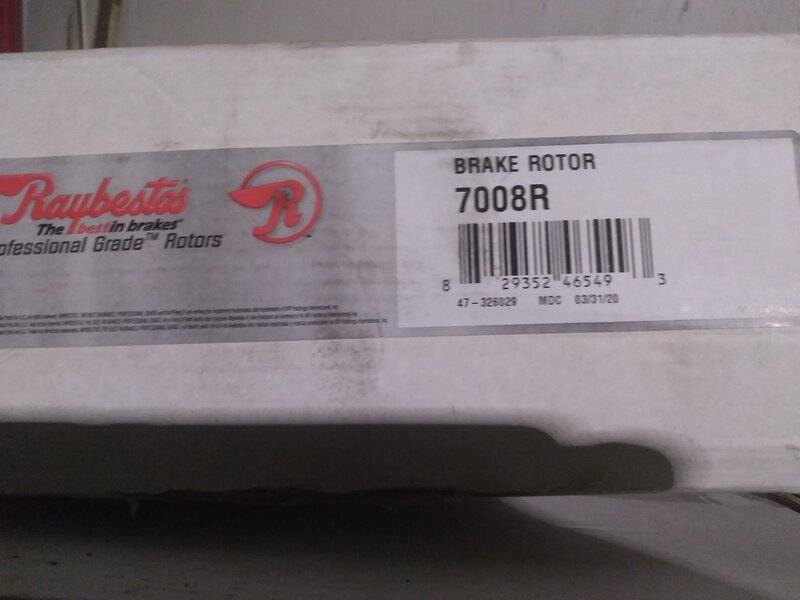 Raybestos
The best in brakes
ofessional Grade™ Rotors
R
BRAKE ROTOR
7008R
8 29352 46549 3
47-326029 MDC 03/31/20